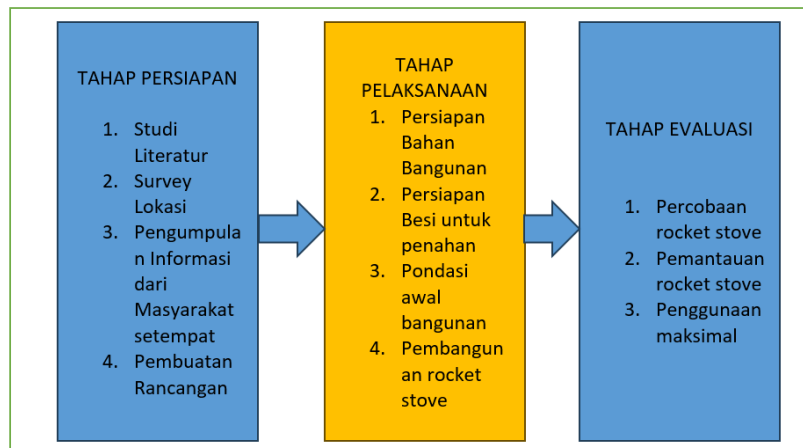 TAHAP PERSIAPAN
1. Studi
Literatur
2. Survey
Lokasi
3. Pengumpula
n Informasi
dari
Masyarakat
setempat
4. Pembuatan
Rancangan
TAHAP
PELAKSANAAN
1. Persiapan
Bahan
Bangunan
2. Persiapan
Besi untuk
penahan
3. Pondasi
awal
bangunan
4. Pembangun
an rocket
stove
TAHAP EVALUASI
1. Percobaan
rocket stove
2. Pemantauan
rocket stove
3. Penggunaan
maksimal